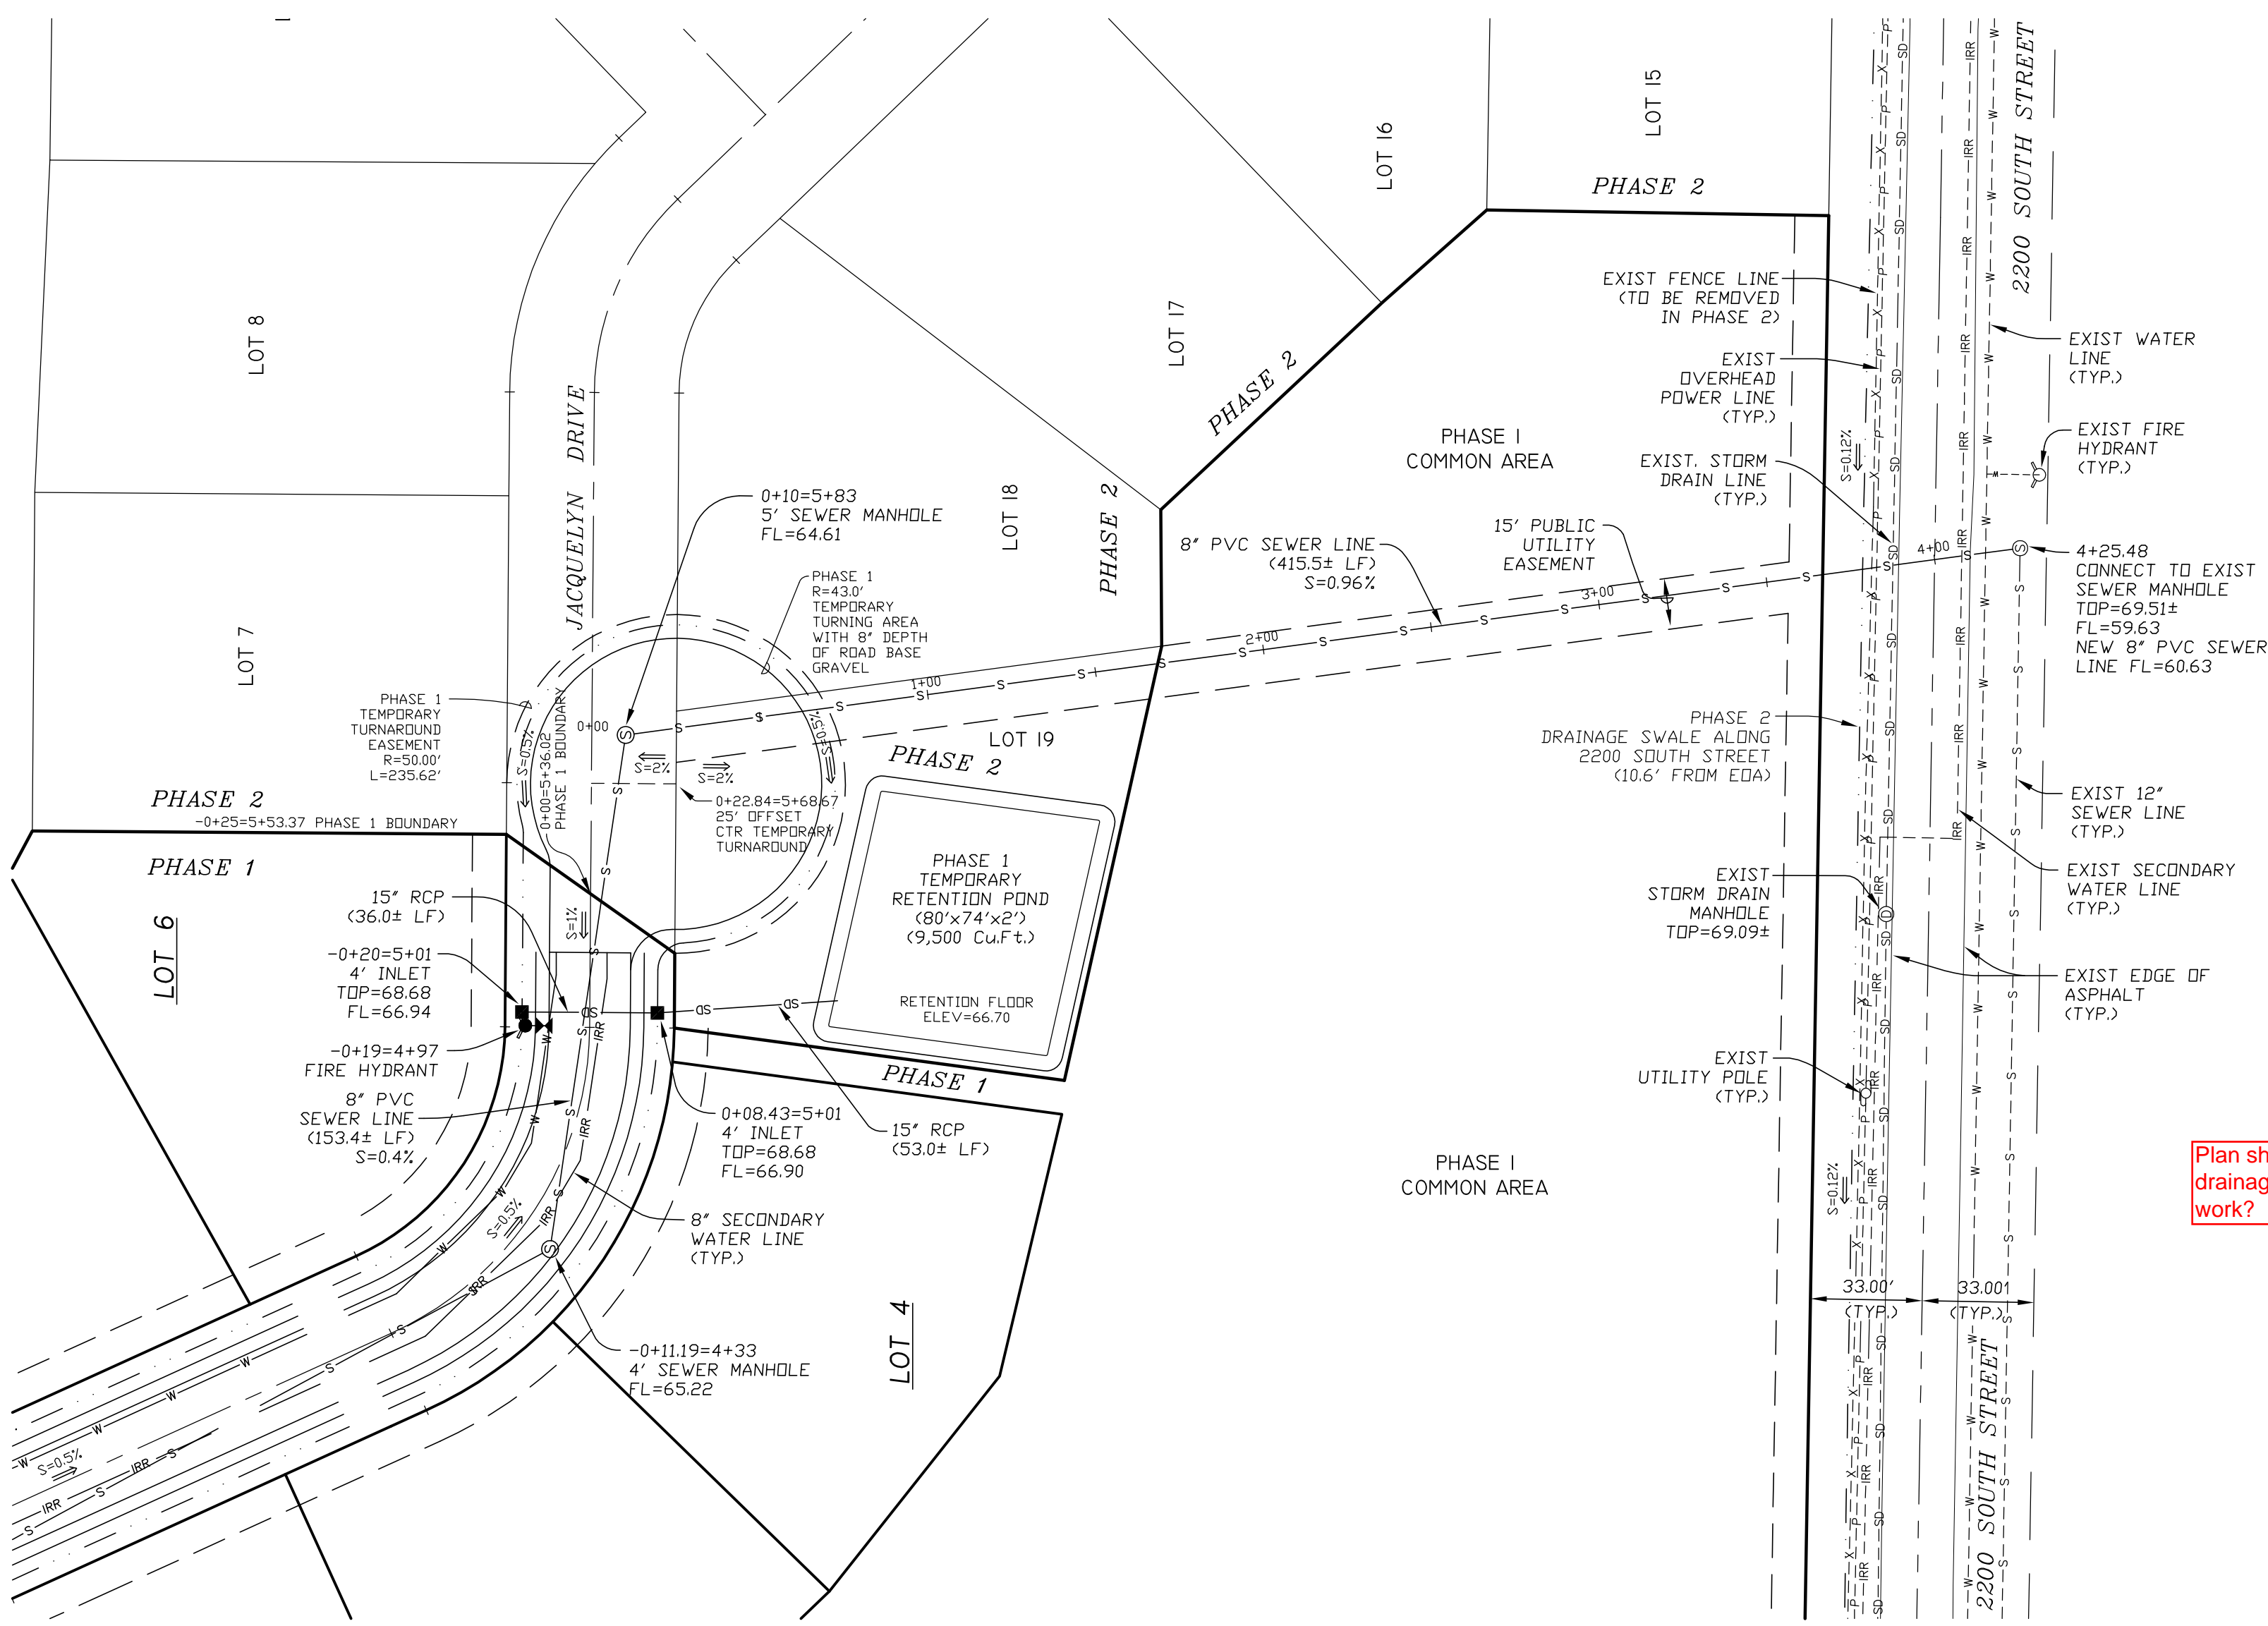 LOT 15
LOT 16
2200 SOUTH STREET
PHASE 2
EXIST FENCE LINE
(TO BE REMOVED
IN PHASE 2)
LOT 8
LOT 17
EXIST WATER
LINE
(TYP.)
EXIST
OVERHEAD
POWER LINE
(TYP.)
PHASE 2
JACQUELYN DRIVE
PHASE 1
COMMON AREA
S=0.12%
EXIST FIRE
HYDRANT
(TYP.)
EXIST. STORM
DRAIN LINE
(TYP.)
0+10=5+83
5' SEWER MANHOLE
FL=64.61
LOT 18
PHASE 2
8" PVC SEWER LINE
(415.5± LF)
S=0.96%
15' PUBLIC
UTILITY
EASEMENT
4+00
4+25.48
CONNECT TO EXIST
SEWER MANHOLE
TOP=69.51±
FL=59.63
NEW 8" PVC SEWER
LINE FL=60.63
PHASE 1
R=43.0'
TEMPORARY
TURNING AREA
WITH 8" DEPTH
OF ROAD BASE
GRAVEL
3+00
2+00
1+00
0+00
LOT 7
PHASE 1
TEMPORARY
TURNAROUND
EASEMENT
R=50.00'
L=235.62'
S=0.5%
0+00=5+36.02
PHASE 1 BOUNDARY
S=2%
S=2%
S=0.5%
LOT 19
PHASE 2
PHASE 2
DRAINAGE SWALE ALONG
2200 SOUTH STREET
(10.6' FROM EOA)
PHASE 2
-0+25=5+53.37 PHASE 1 BOUNDARY
0+22.84=5+68.67
25' OFFSET
CTR TEMPORARY
TURNAROUND
EXIST 12"
SEWER LINE
(TYP.)
PHASE 1
PHASE 1
TEMPORARY
RETENTION POND
(80'x74'x2')
(9,500 Cu.Ft.)
EXIST SECONDARY
WATER LINE
(TYP.)
15" RCP
(36.0± LF)
S=1%
EXIST
STORM DRAIN
MANHOLE
TOP=69.09±
LOT 6
-0+20=5+01
4' INLET
TOP=68.68
FL=66.94
RETENTION FLOOR
ELEV=66.70
EXIST EDGE OF
ASPHALT
(TYP.)
-0+19=4+97
FIRE HYDRANT
PHASE 1
EXIST
UTILITY POLE
(TYP.)
8" PVC
SEWER LINE
(153.4± LF)
S=0.4%
0+08.43=5+01
4' INLET
TOP=68.68
FL=66.90
15" RCP
(53.0± LF)
PHASE 1
COMMON AREA
S=0.12%
Plan sh
drainag
work?
S=0.5%
8" SECONDARY
WATER LINE
(TYP.)
33.00'
(TYP.)
33.00'
(TYP.)
-0+11.19=4+33
4' SEWER MANHOLE
FL=65.22
LOT 4
2200 SOUTH STREET
S=0.5%